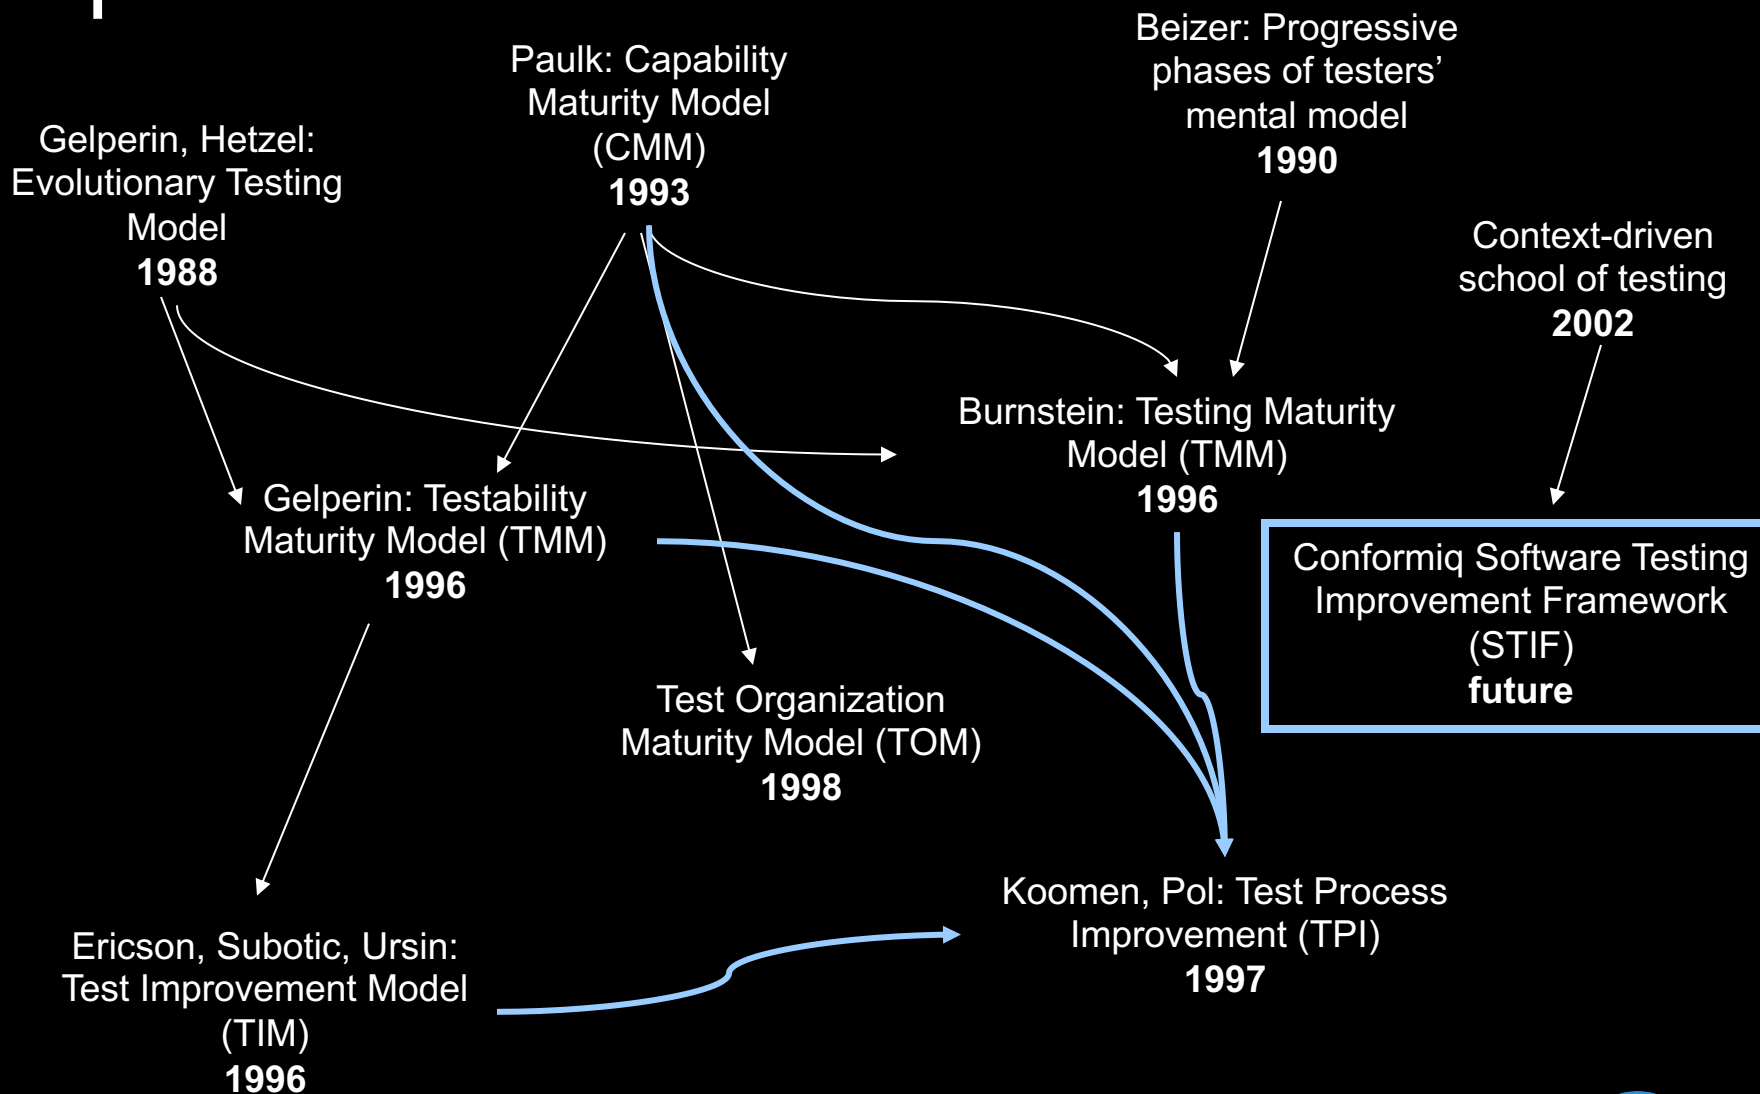 Beizer: Progressive
phases of testers’
mental model
1990
Paulk: Capability
Maturity Model
(CMM)
1993
Gelperin, Hetzel:
Evolutionary Testing
Model
1988
Context-driven
school of testing
2002
Burnstein: Testing Maturity
Model (TMM)
1996
Gelperin: Testability
Maturity Model (TMM)
1996
Conformiq Software Testing
Improvement Framework
(STIF)
future
Test Organization
Maturity Model (TOM)
1998
Koomen, Pol: Test Process
Improvement (TPI)
1997
Ericson, Subotic, Ursin:
Test Improvement Model
(TIM)
1996